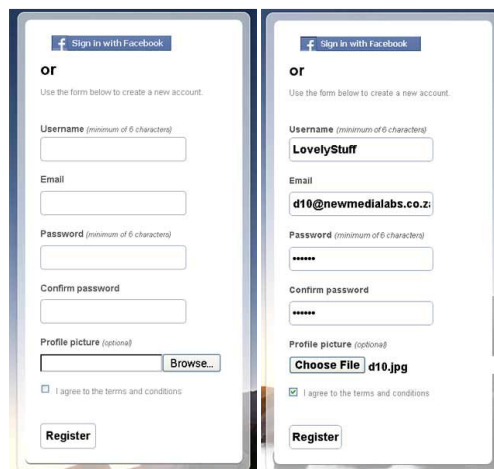 f Sign in with Facebook
or
Use the form below to create a new account.
Username (minimum of 6 characters)
Email
Password (minimum of 6 characters)
Confirm password
Profile picture (optional)
Browse...
I agree to the terms and conditions
Register
f Sign in with Facebook
or
Use the form below to create a new account.
Username (minimum of 6 characters)
LovelyStuff
Email
d10@newmedialabs.co.za
Password (minimum of 6 characters)
••••••
Confirm password
••••••
Profile picture (optional)
Choose File d10.jpg
I agree to the terms and conditions
Register